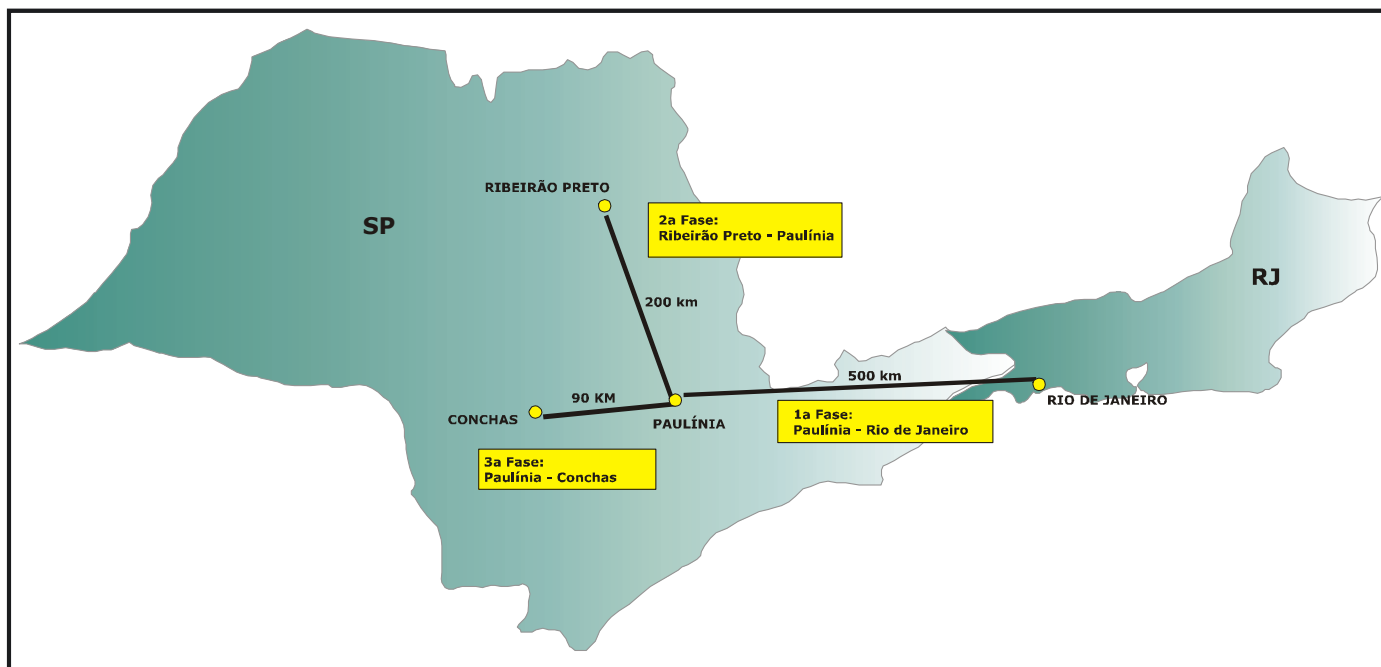 RIBEIRÃO PRETO
2a Fase:
Ribeirão Preto - Paulínia
SP
RJ
200 km
500 km
90 KM
RIO DE JANEIRO
CONCHAS
PAULÍNIA
1a Fase:
Paulínia - Rio de Janeiro
3a Fase:
Paulínia - Conchas